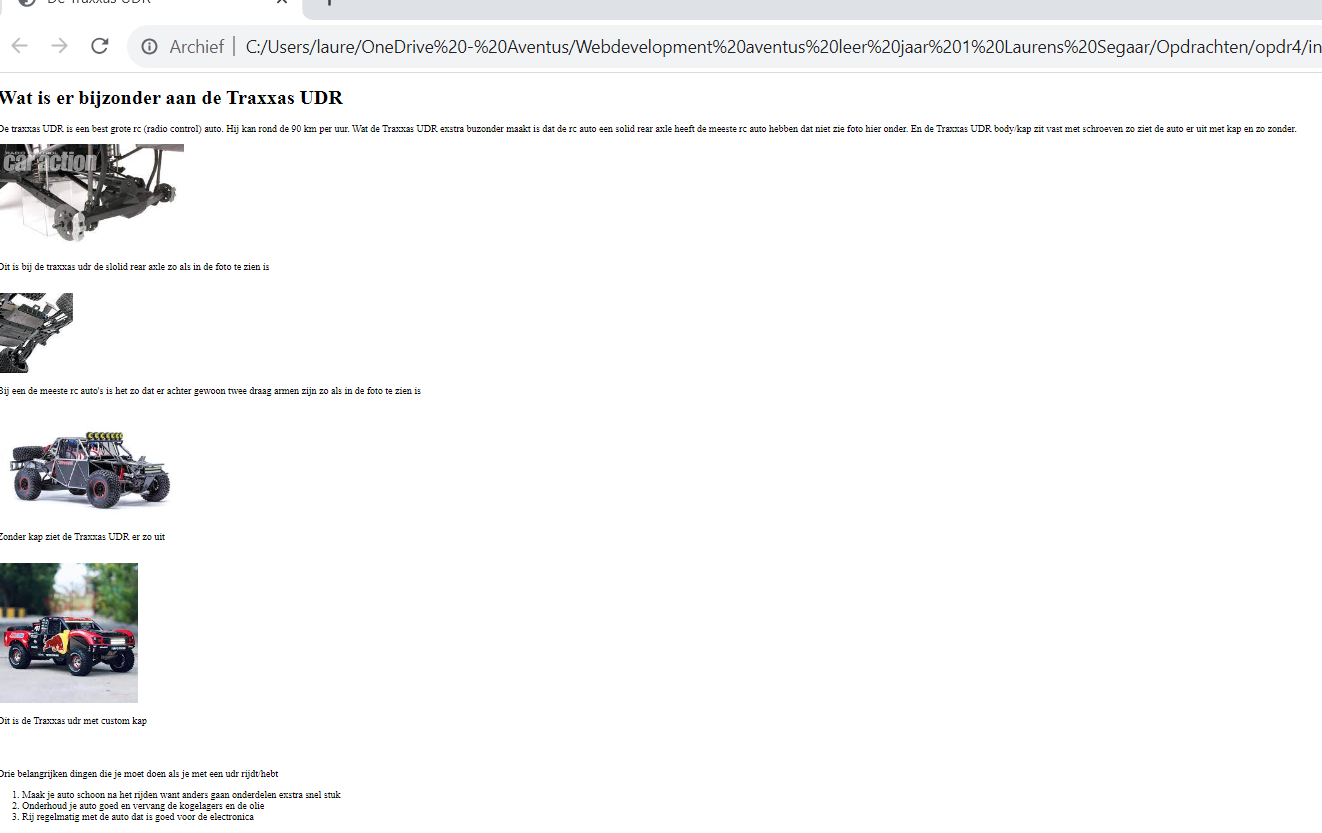 De Traxxas UDR
Archief | C:/Users/laure/OneDrive%20-%20Aventus/Webdevelopment%20aventus%20leer%20jaar%201%20Laurens%20Segaar/Opdrachten/opdr4/in
Wat is er bijzonder aan de Traxxas UDR
De traxxas UDR is een best grote rc (radio control) auto. Hij kan rond de 90 km per uur. Wat de Traxxas UDR exstra buzonder maakt is dat de rc auto een solid rear axle heeft de meeste rc auto hebben dat niet zie foto hier onder. En de Traxxas UDR body/kap zit vast met schroeven zo ziet de auto er uit met kap en zo zonder.
car action
Dit is bij de traxxas udr de slolid rear axle zo als in de foto te zien is
Bij een de meeste rc auto's is het zo dat er achter gewoon twee draag armen zijn zo als in de foto te zien is
Zonder kap ziet de Traxxas UDR er zo uit
Dit is de Traxxas udr met custom kap
Drie belangrijken dingen die je moet doen als je met een udr rijdt/hebt
1. Maak je auto schoon na het rijden want anders gaan onderdelen exstra snel stuk
2. Onderhoud je auto goed en vervang de kogelagers en de olie
3. Rij regelmatig met de auto dat is goed voor de electronica